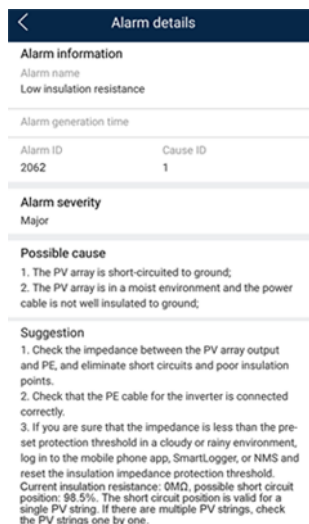 Alarm details
Alarm information
Alarm name
Low insulation resistance
Alarm generation time
Alarm ID
Cause ID
2062
1
Alarm severity
Major
Possible cause
1. The PV array is short-circuited to ground;
2. The PV array is in a moist environment and the power
cable is not well insulated to ground;
Suggestion
1. Check the impedance between the PV array output
and PE, and eliminate short circuits and poor insulation
points.
2. Check that the PE cable for the inverter is connected
correctly.
3. If you are sure that the impedance is less than the pre-
set protection threshold in a cloudy or rainy environment,
log in to the mobile phone app, SmartLogger, or NMS and
reset the insulation impedance protection threshold.
Current insulation resistance: 0MΩ, possible short circuit
position: 98.5%. The short circuit position is valid for a
single PV string. If there are multiple PV strings, check
the PV strings one by one.